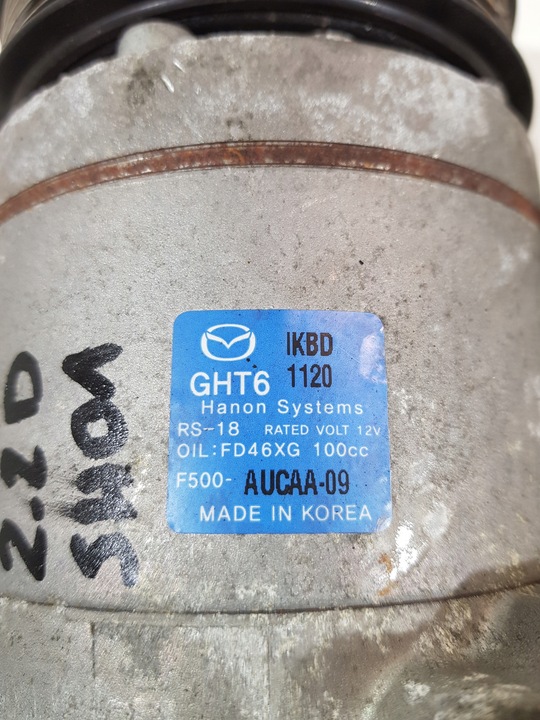 IKBD
GHT6 1120
Hanon Systems
RS-18 RATED VOLT 12V
OIL:FD46XG 100cc
F500- AUCAA-09
MADE IN KOREA
2.2D
SH01